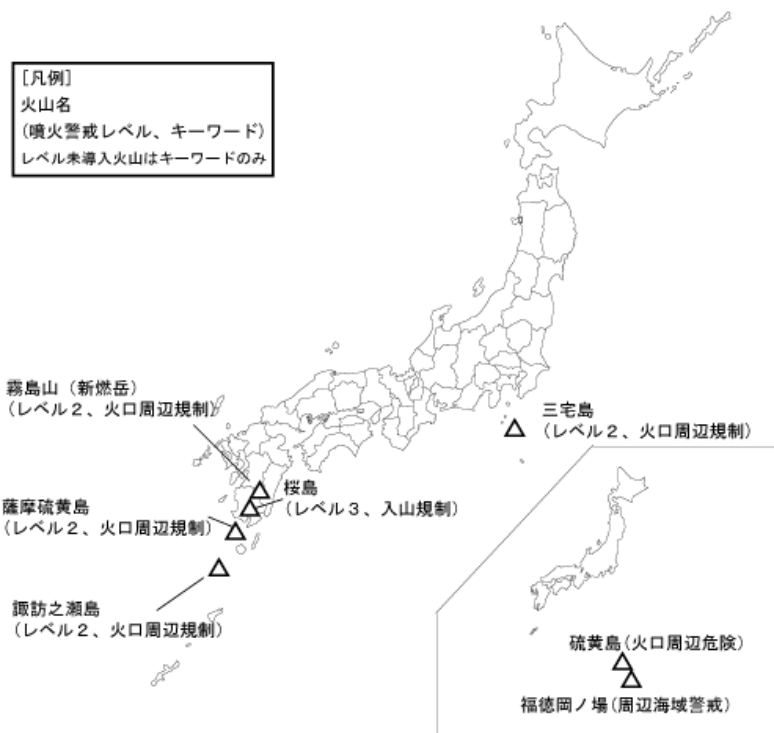 [凡例]
火山名
(噴火警戒レベル、キーワード)
レベル未導入火山はキーワードのみ
霧島山（新燃岳）
(レベル２、火口周辺規制)
三宅島
(レベル２、火口周辺規制)
桜島
(レベル３、入山規制)
薩摩硫黄島
(レベル２、火口周辺規制)
諏訪之瀬島
(レベル２、火口周辺規制)
硫黄島(火口周辺危険)
福徳岡ノ場(周辺海域警戒)